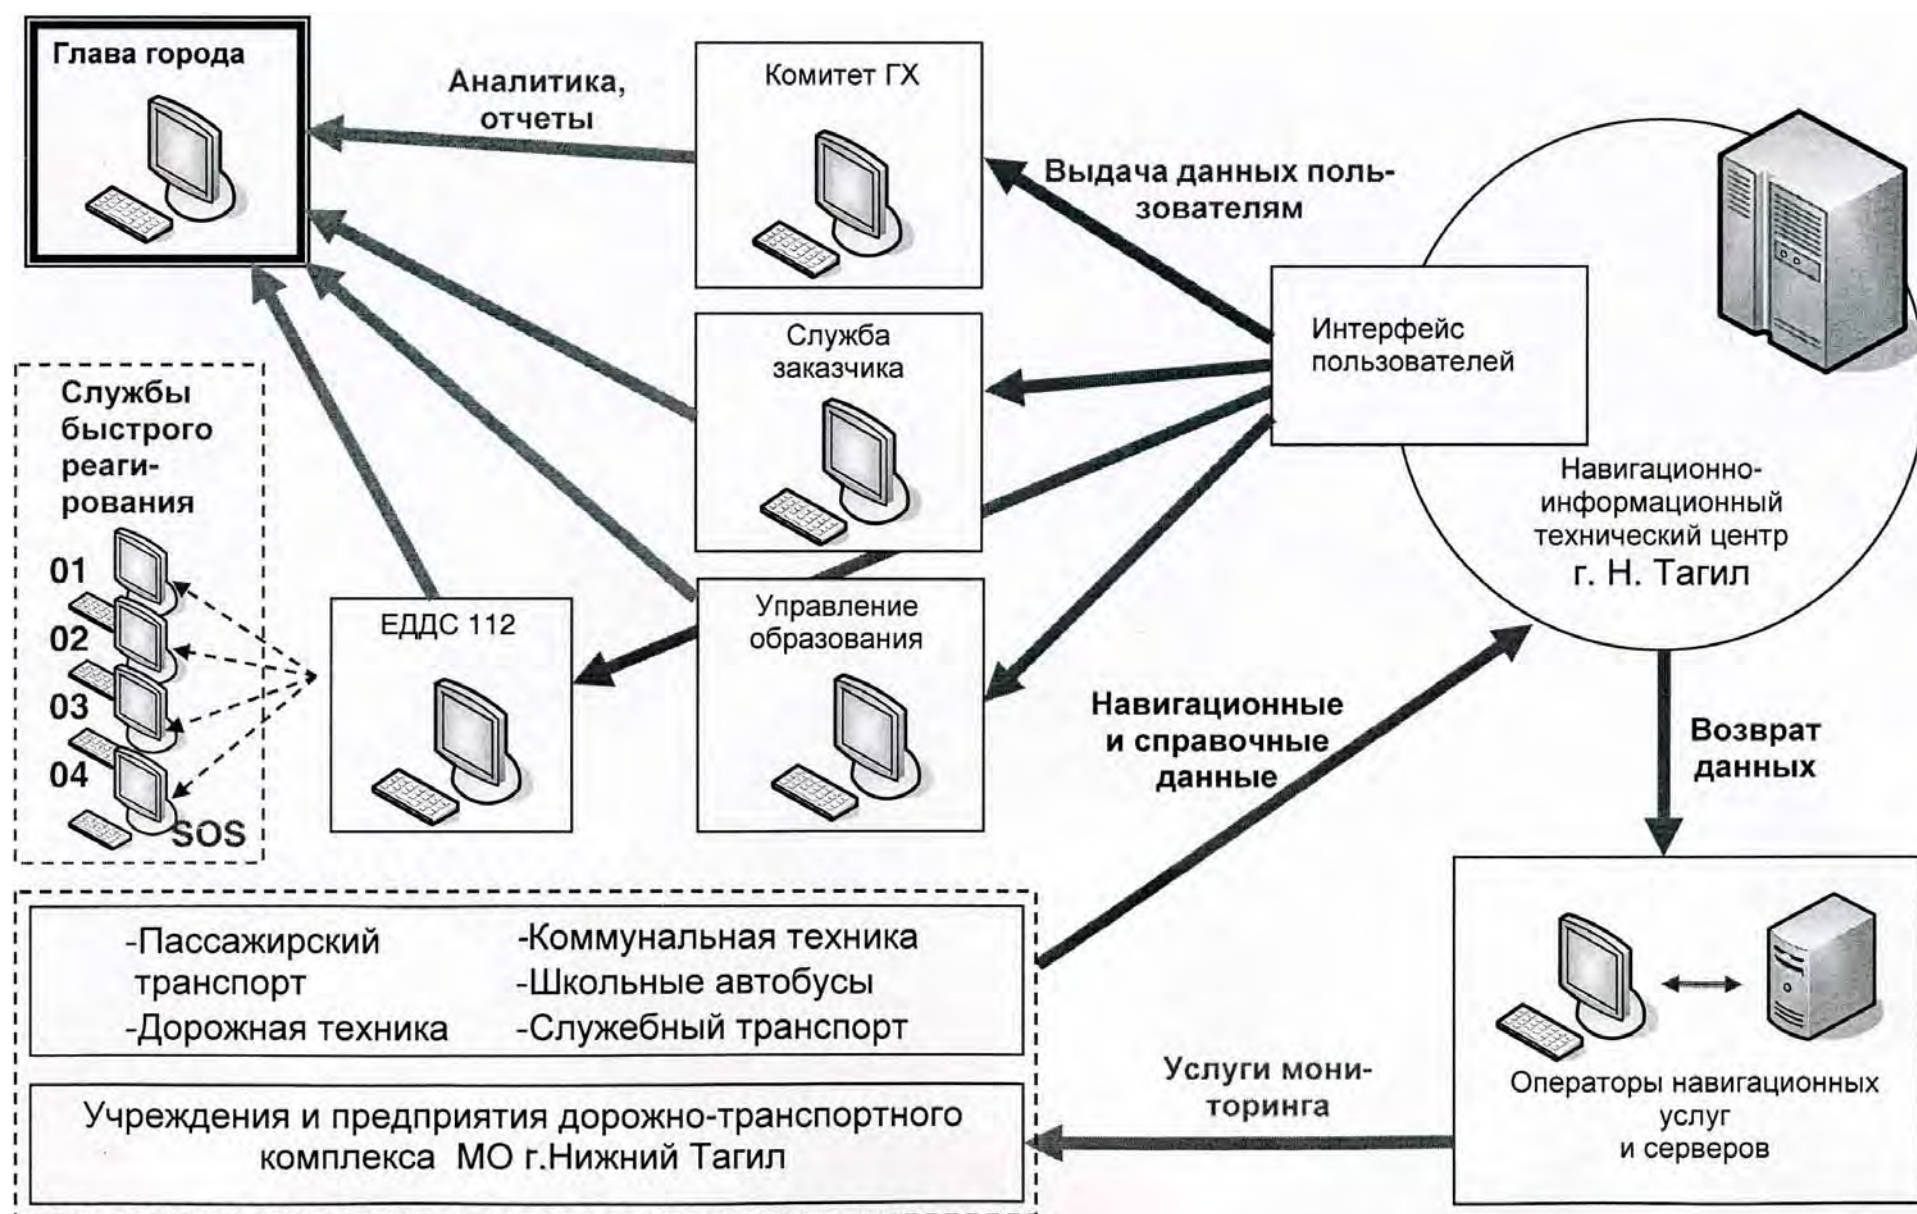 Глава города
Аналитика,
отчеты
Комитет ГХ
Выдача данных поль-
зователям
Интерфейс
пользователей
Служба
заказчика
Навигационно-
информационный
технический центр
г. Н. Тагил
Службы
быстрого
реаги-
рования
01
02
03
04
SOS
ЕДДС 112
Управление
образования
Навигационные
и справочные
данные
Возврат
данных
-Пассажирский
транспорт
-Дорожная техника
-Коммунальная техника
-Школьные автобусы
-Служебный транспорт
Учреждения и предприятия дорожно-транспортного
комплекса МО г.Нижний Тагил
Услуги мони-
торинга
Операторы навигационных
услуг
и серверов